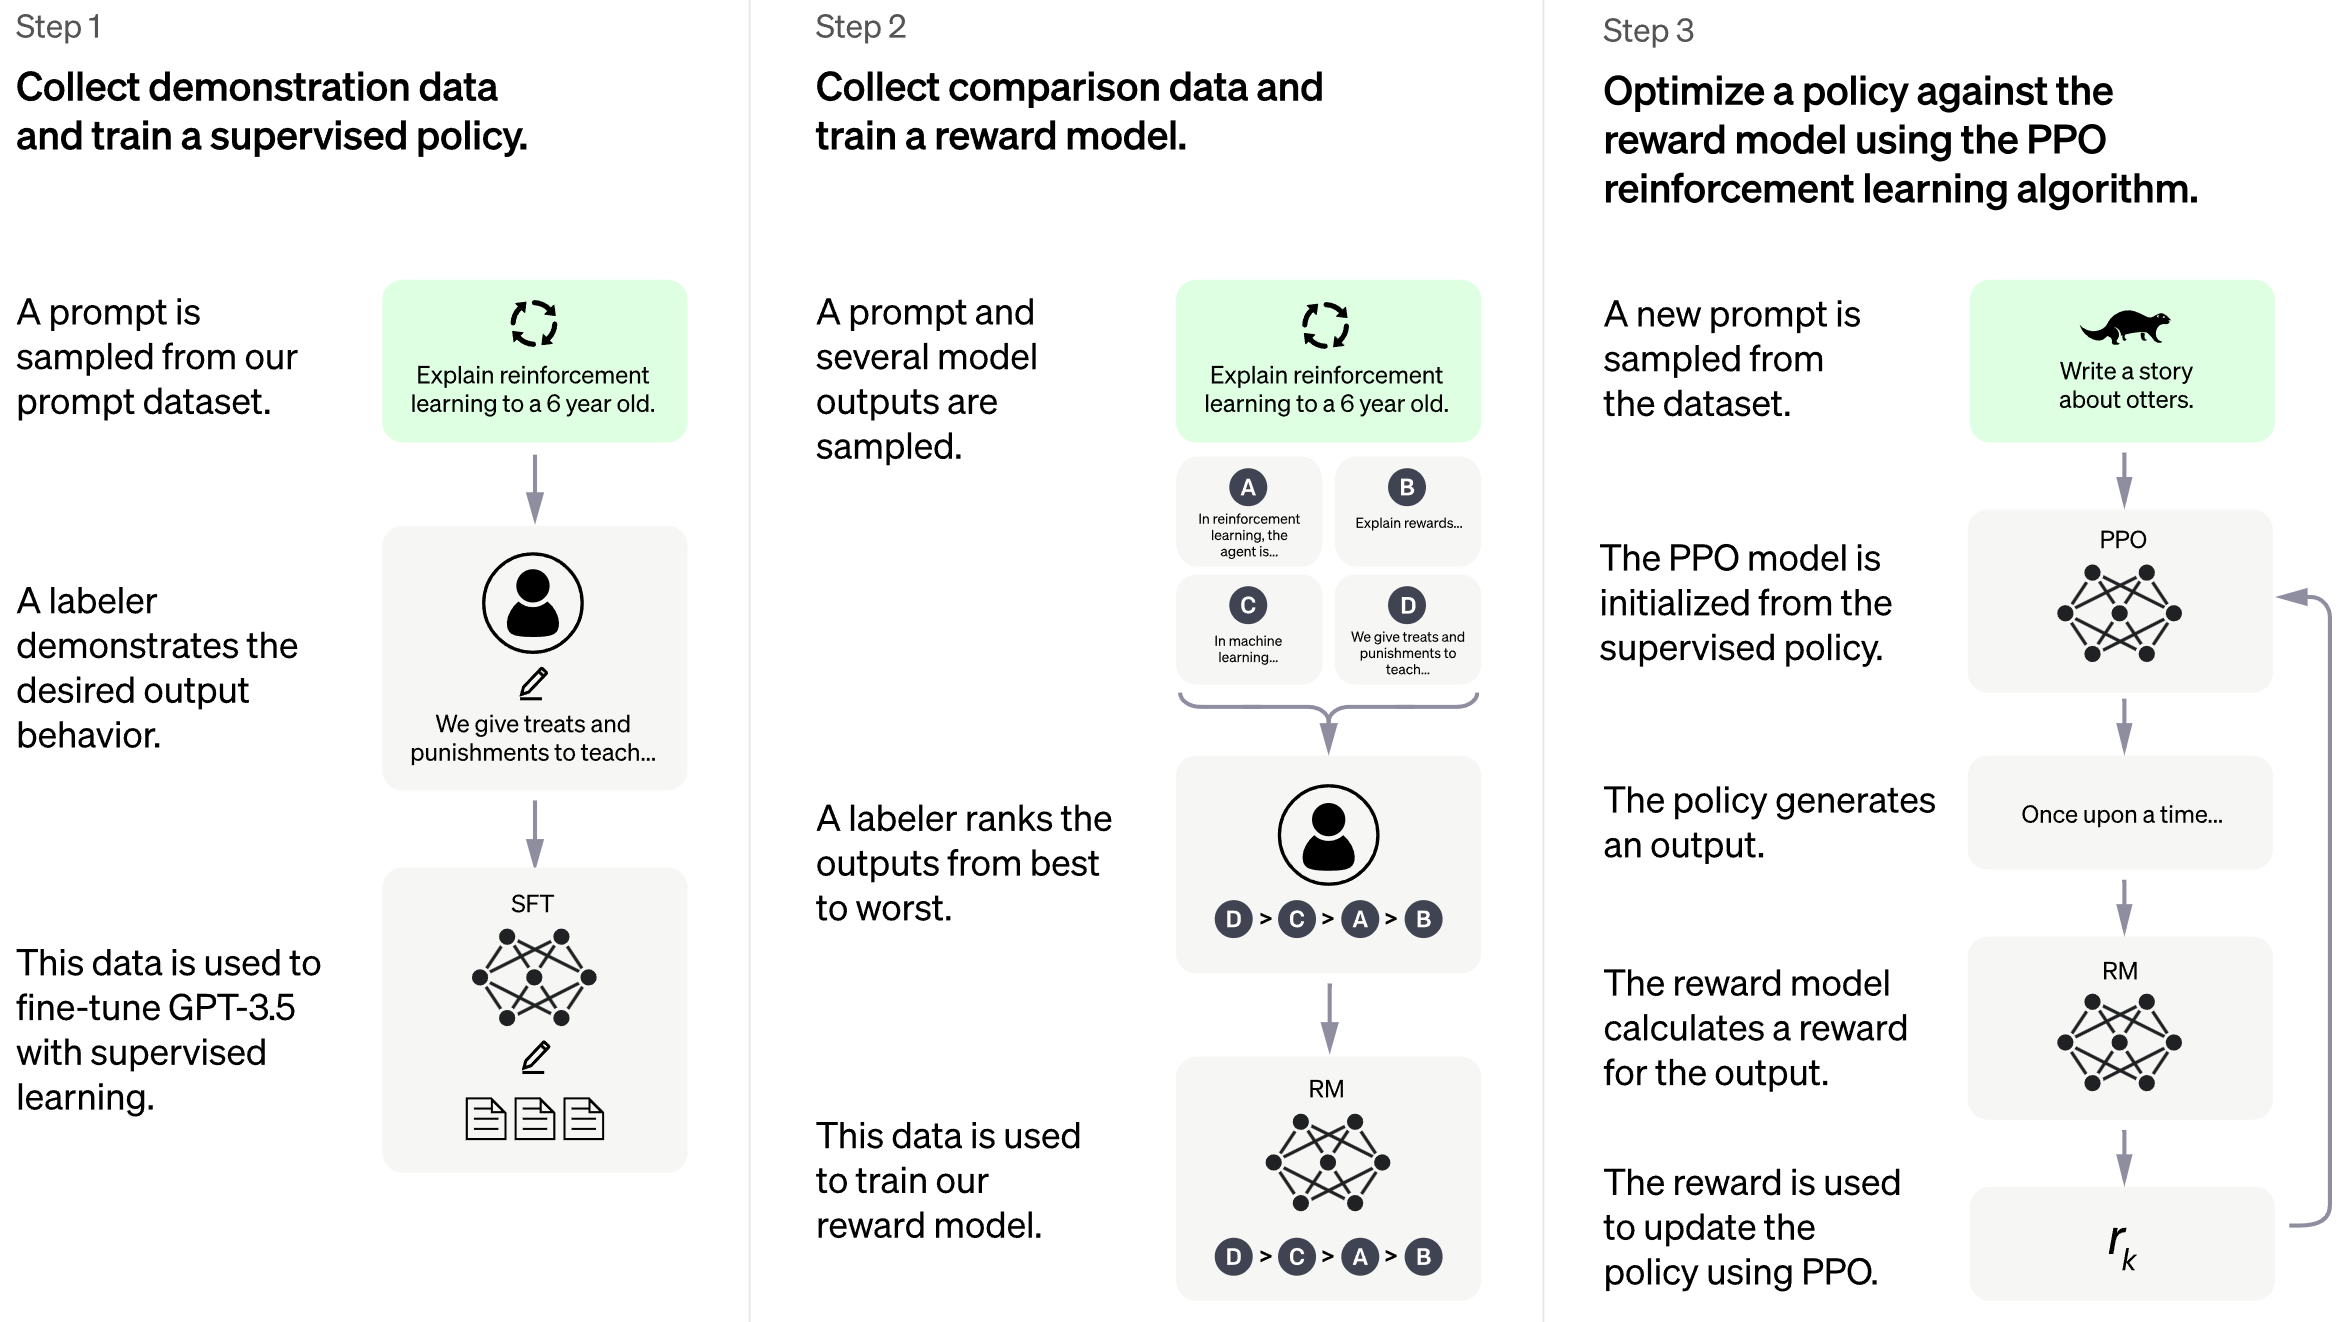 Step 1
Collect demonstration data
and train a supervised policy.
A prompt is
sampled from our
prompt dataset.
Explain reinforcement
learning to a 6 year old.
A labeler
demonstrates the
desired output
behavior.
We give treats and
punishments to teach...
This data is used to
fine-tune GPT-3.5
with supervised
learning.
SFT
Step 2
Collect comparison data and
train a reward model.
A prompt and
several model
outputs are
sampled.
Explain reinforcement
learning to a 6 year old.
A
In reinforcement
learning, the
agent is...
B
Explain rewards...
C
In machine
learning...
D
We give treats and
punishments to
teach...
A labeler ranks the
outputs from best
to worst.
D > C > A > B
This data is used
to train our
reward model.
RM
D > C > A > B
Step 3
Optimize a policy against the
reward model using the PPO
reinforcement learning algorithm.
A new prompt is
sampled from
the dataset.
Write a story
about otters.
The PPO model is
initialized from the
supervised policy.
PPO
The policy generates
an output.
Once upon a time...
The reward model
calculates a reward
for the output.
RM
The reward is used
to update the
policy using PPO.
rk